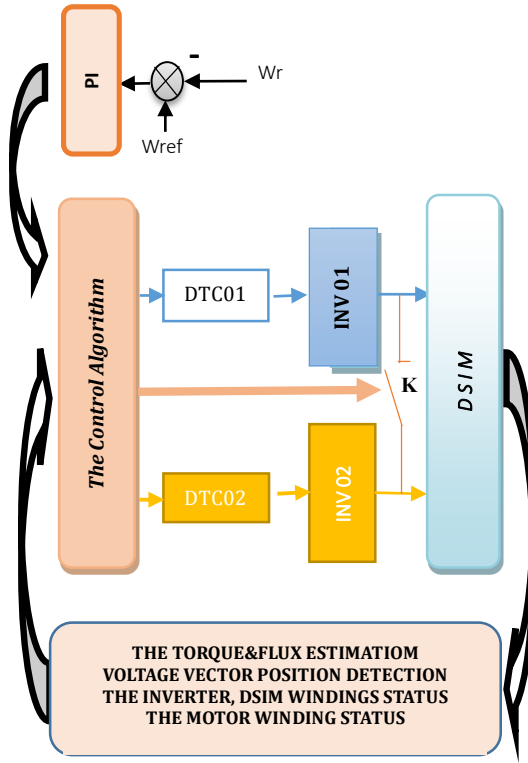 PI
-
Wr
Wref
The Control Algorithm
DTC01
INV 01
K
DSIM
DTC02
INV 02
THE TORQUE&FLUX ESTIMATIOM
VOLTAGE VECTOR POSITION DETECTION
THE INVERTER, DSIM WINDINGS STATUS
THE MOTOR WINDING STATUS